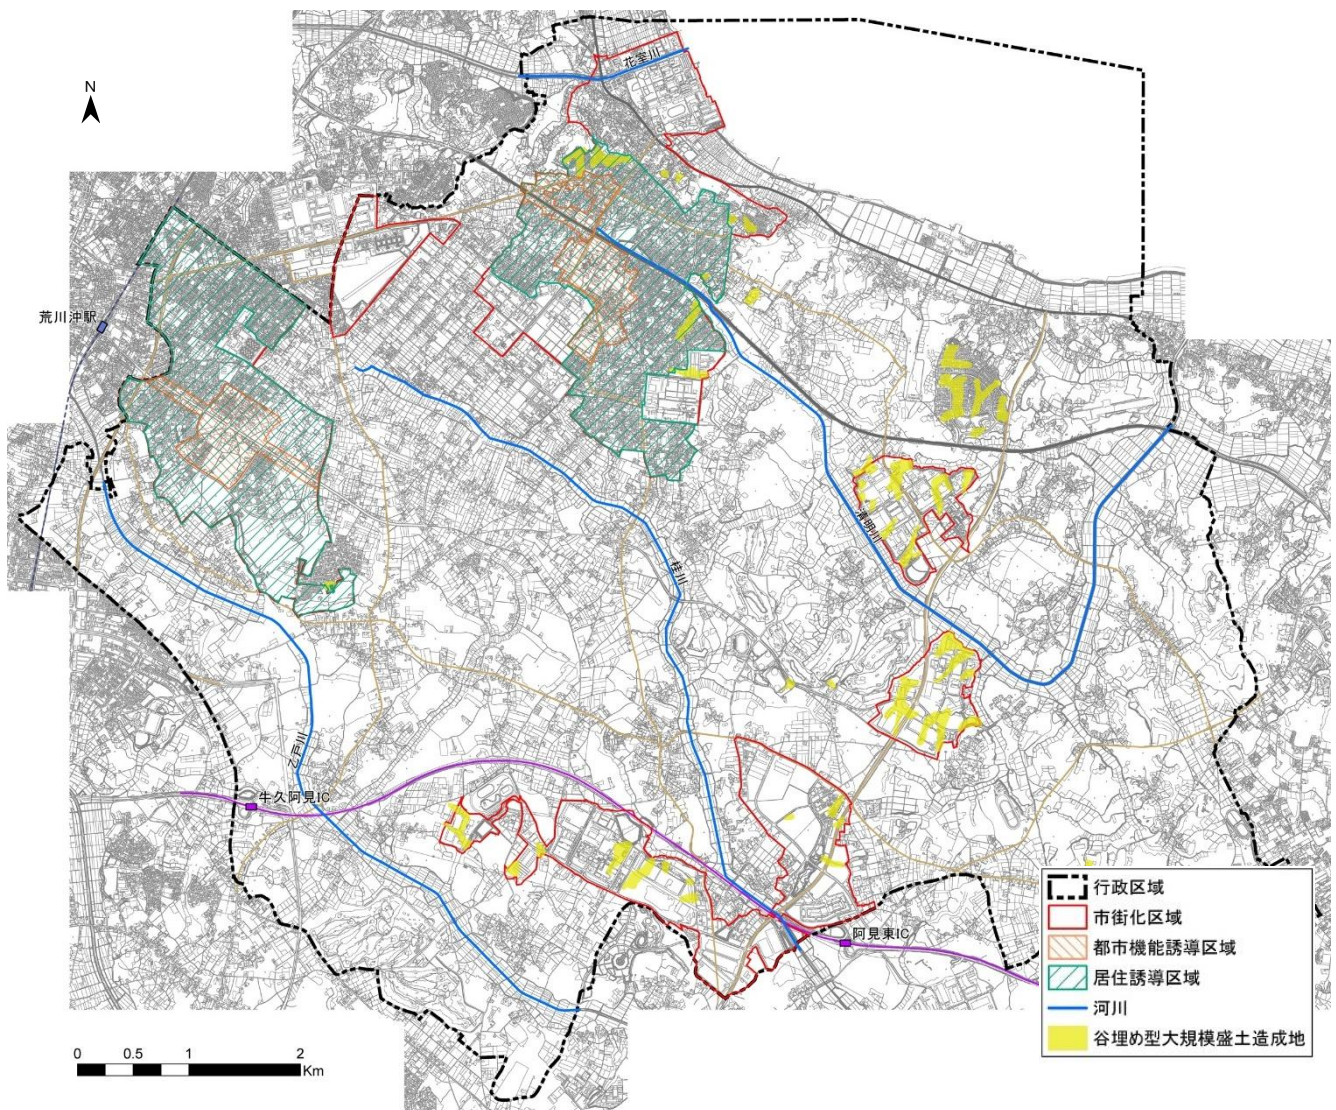 花室川
N
荒川沖駅
清明川
桂川
乙戸川
牛久阿見IC
阿見東IC
行政区域
市街化区域
都市機能誘導区域
居住誘導区域
河川
谷埋め型大規模盛土造成地
0 0.5 1 2
Km